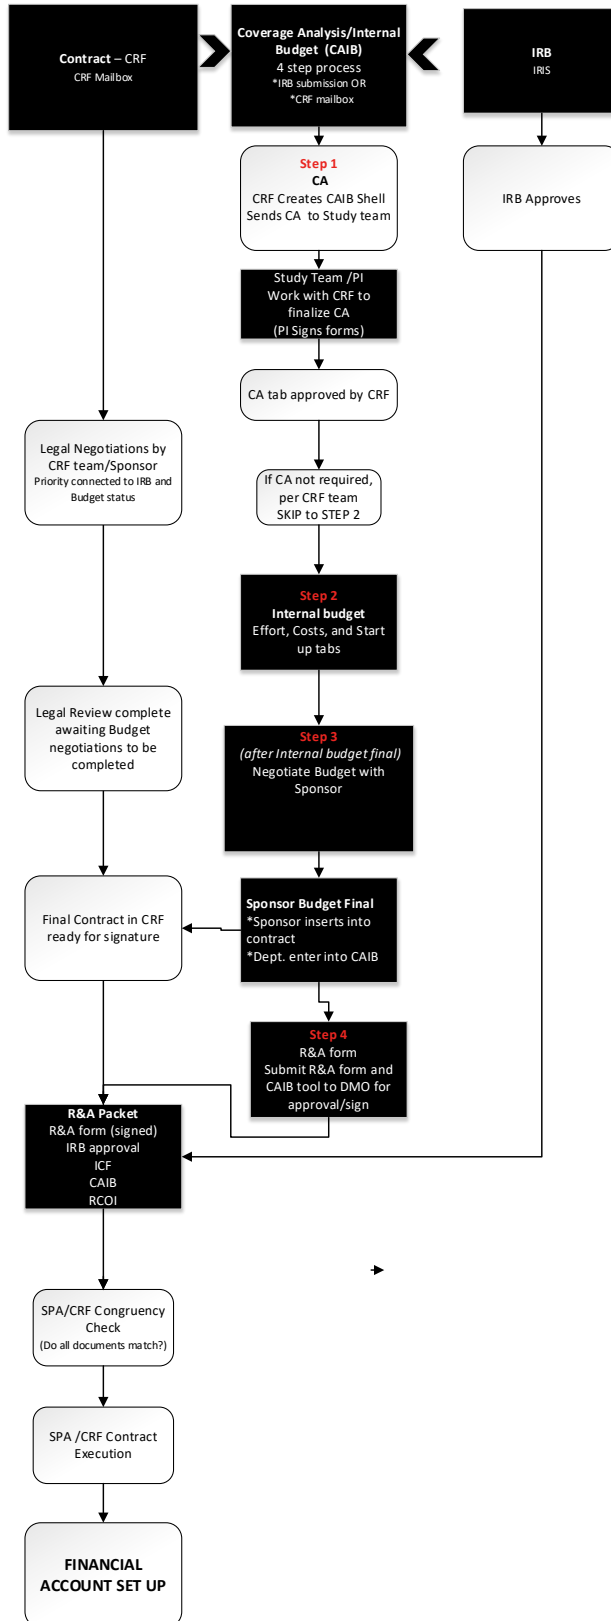 Contract – CRF
CRF Mailbox
Coverage Analysis/Internal
Budget (CAIB)
4 step process
*IRB submission OR
*CRF mailbox
IRB
IRIS
Step 1
CA
CRF Creates CAIB Shell
Sends CA to Study team
IRB Approves
Study Team /PI
Work with CRF to
finalize CA
(PI Signs forms)
CA tab approved by CRF
Legal Negotiations by
CRF team/Sponsor
Priority connected to IRB and
Budget status
If CA not required,
per CRF team
SKIP to STEP 2
Step 2
Internal budget
Effort, Costs, and Start
up tabs
Legal Review complete
awaiting Budget
negotiations to be
completed
Step 3
(after Internal budget final)
Negotiate Budget with
Sponsor
Final Contract in CRF
ready for signature
Sponsor Budget Final
*Sponsor inserts into
contract
*Dept. enter into CAIB
Step 4
R&A form
Submit R&A form and
CAIB tool to DMO for
approval/sign
R&A Packet
R&A form (signed)
IRB approval
ICF
CAIB
RCOI
SPA/CRF Congruency
Check
(Do all documents match?)
SPA /CRF Contract
Execution
FINANCIAL
ACCOUNT SET UP